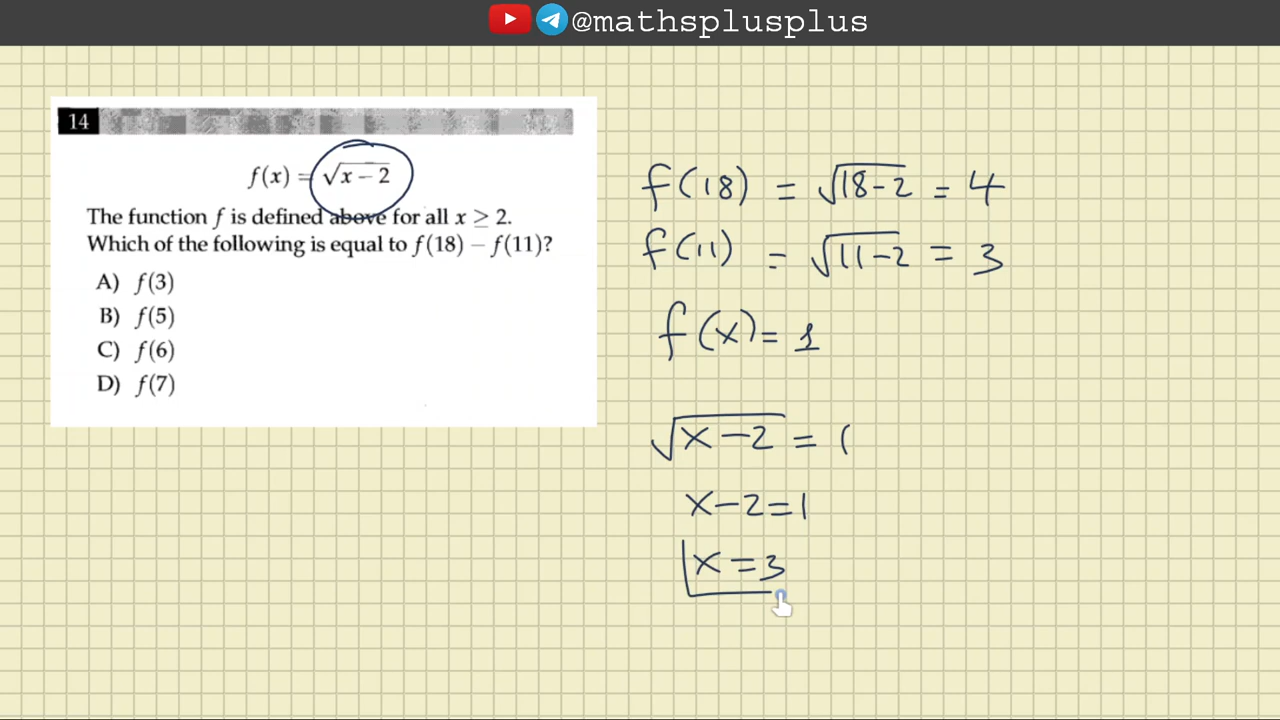 @mathsplusplus
14
f(x) = √x − 2
The function f is defined above for all x ≥ 2.
Which of the following is equal to f(18) − f(11)?
A) f(3)
B) f(5)
C) f(6)
D) f(7)
f(18) = √18-2 = 4
f(11) = √11-2 = 3
f(x) = 1
√x-2 = 1
x-2=1
x=3